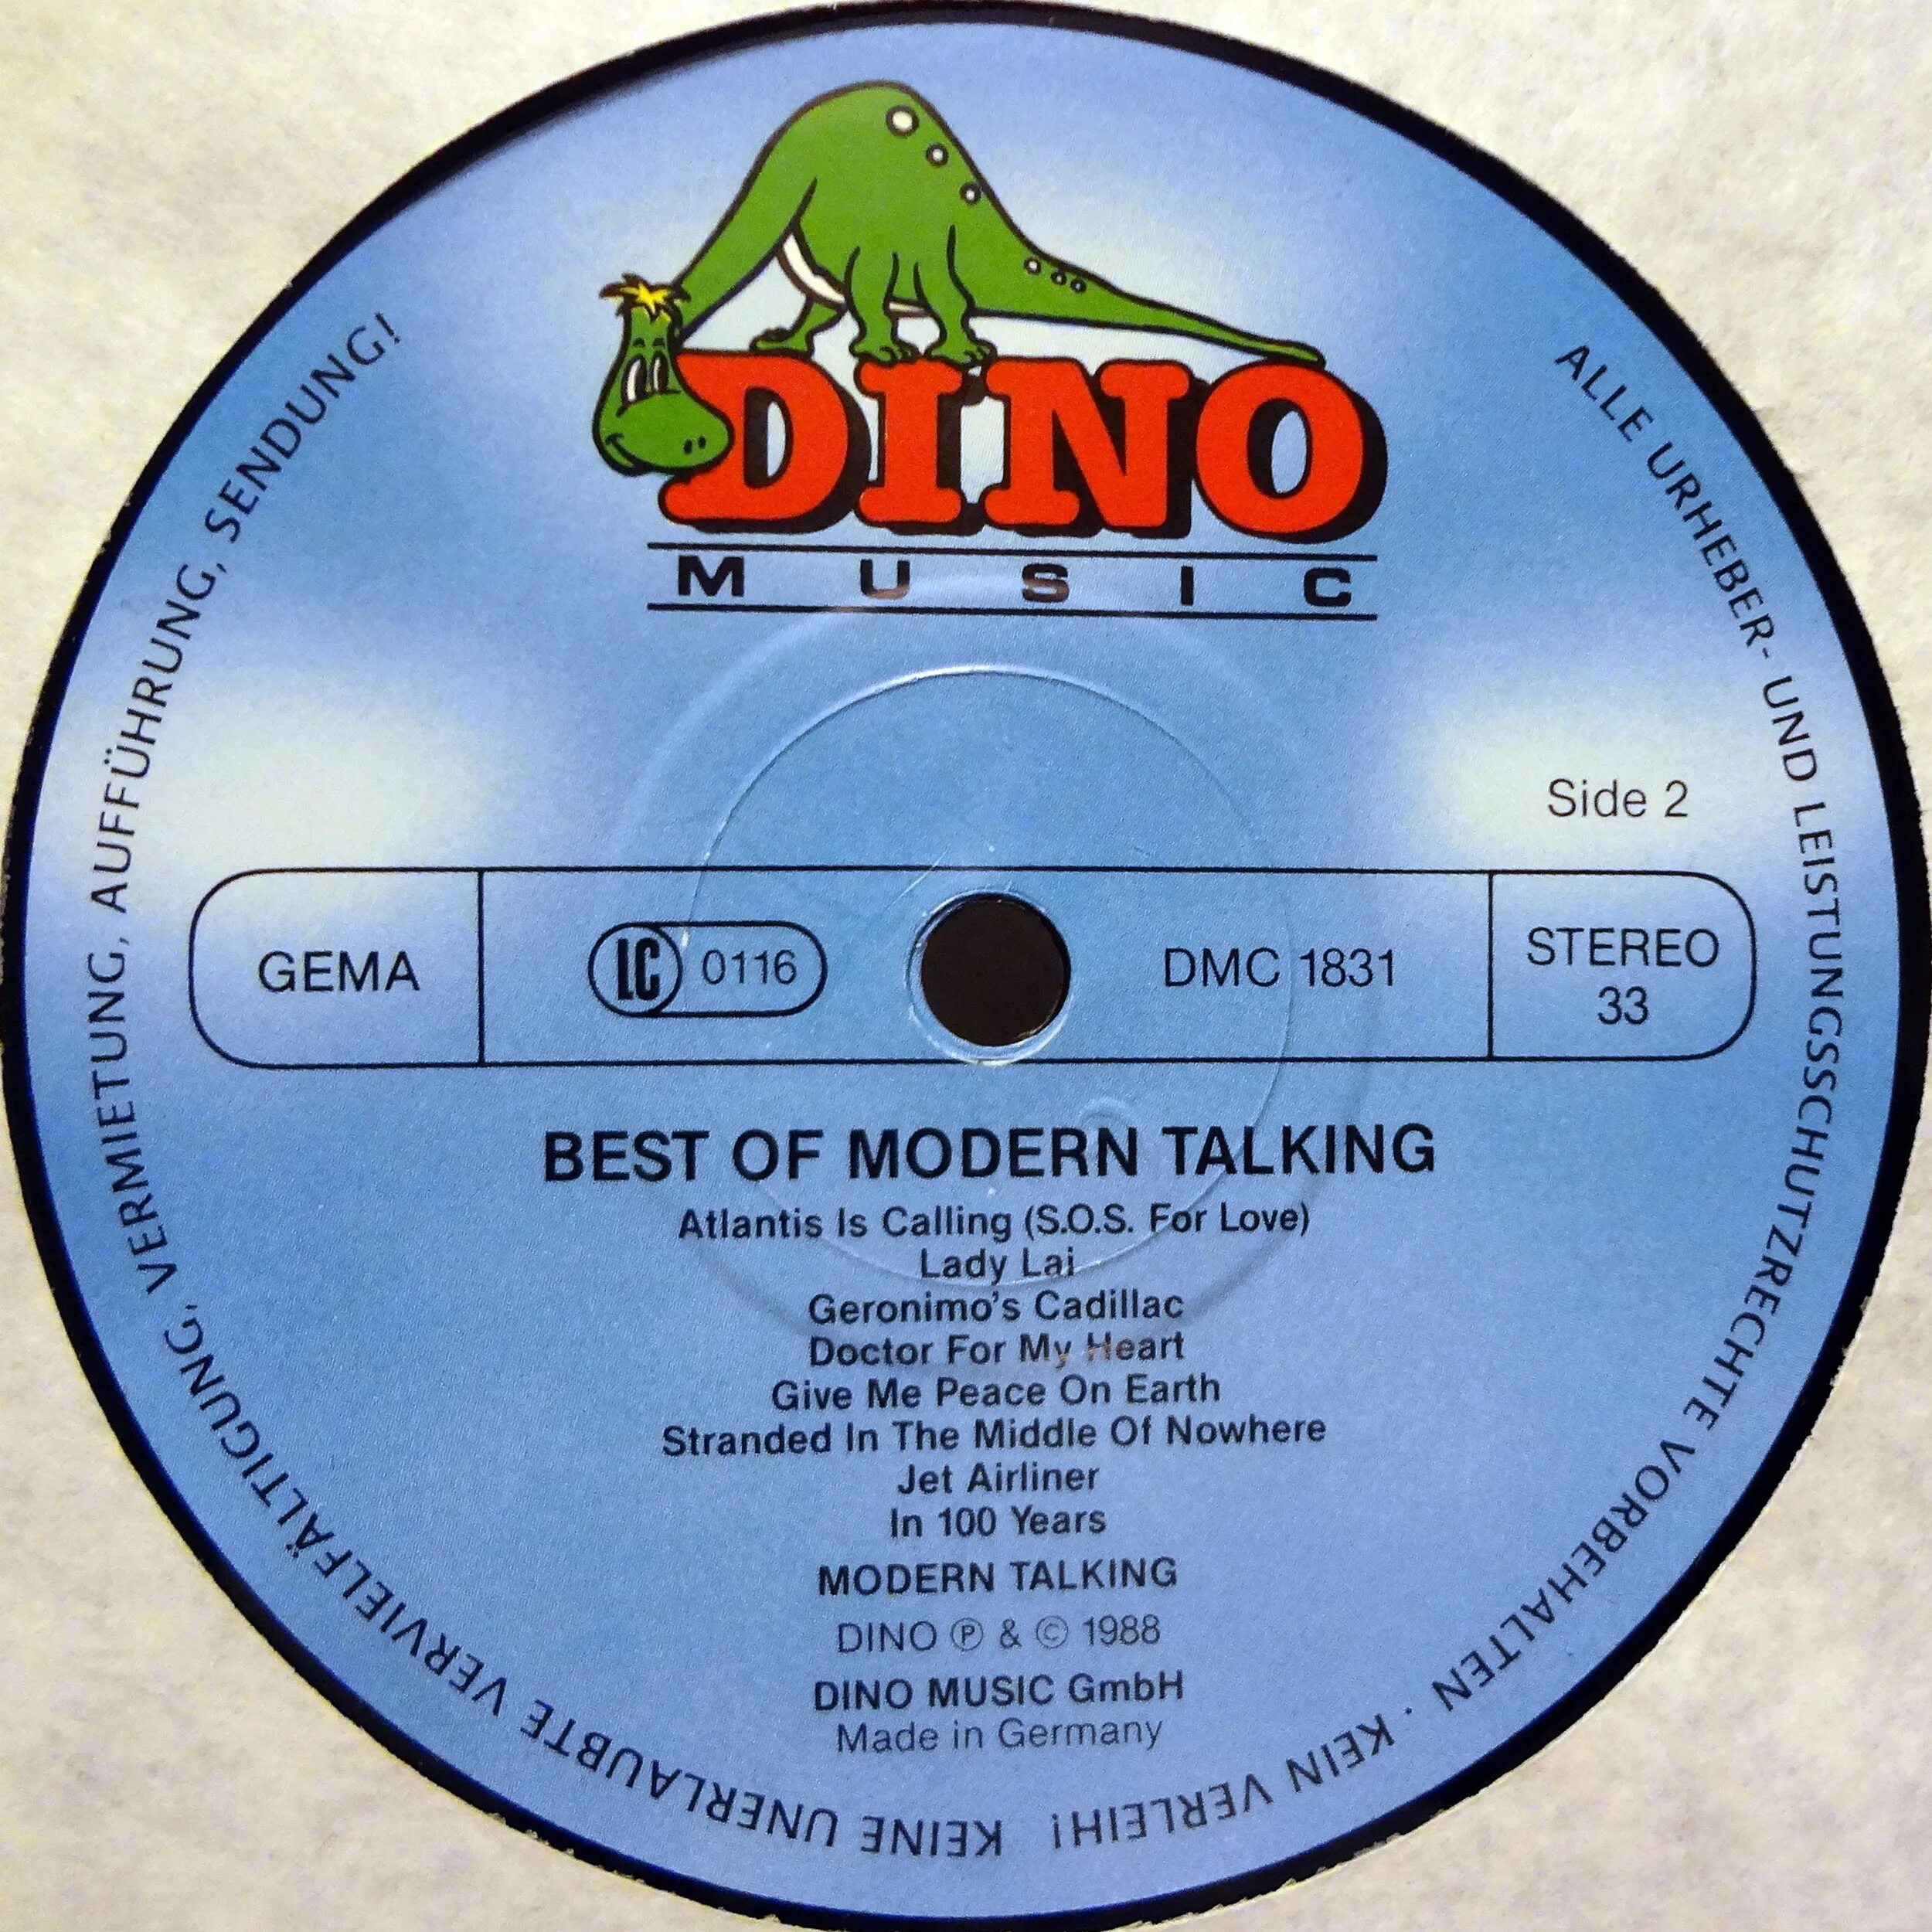 DINO
MUSIC
Side 2
GEMA
LC 0116
DMC 1831
STEREO
33
BEST OF MODERN TALKING
Atlantis Is Calling (S.O.S. For Love)
Lady Lai
Geronimo's Cadillac
Doctor For My Heart
Give Me Peace On Earth
Stranded In The Middle Of Nowhere
Jet Airliner
In 100 Years
MODERN TALKING
DINO Ⓟ & © 1988
DINO MUSIC GmbH
Made in Germany
ALLE URHEBER- UND LEISTUNGSSCHUTZRECHTE VORBEHALTEN · KEIN VERLEIH! KEINE UNERLAUBTE VERVIELFÄLTIGUNG, VERMIETUNG, AUFFÜHRUNG, SENDUNG!